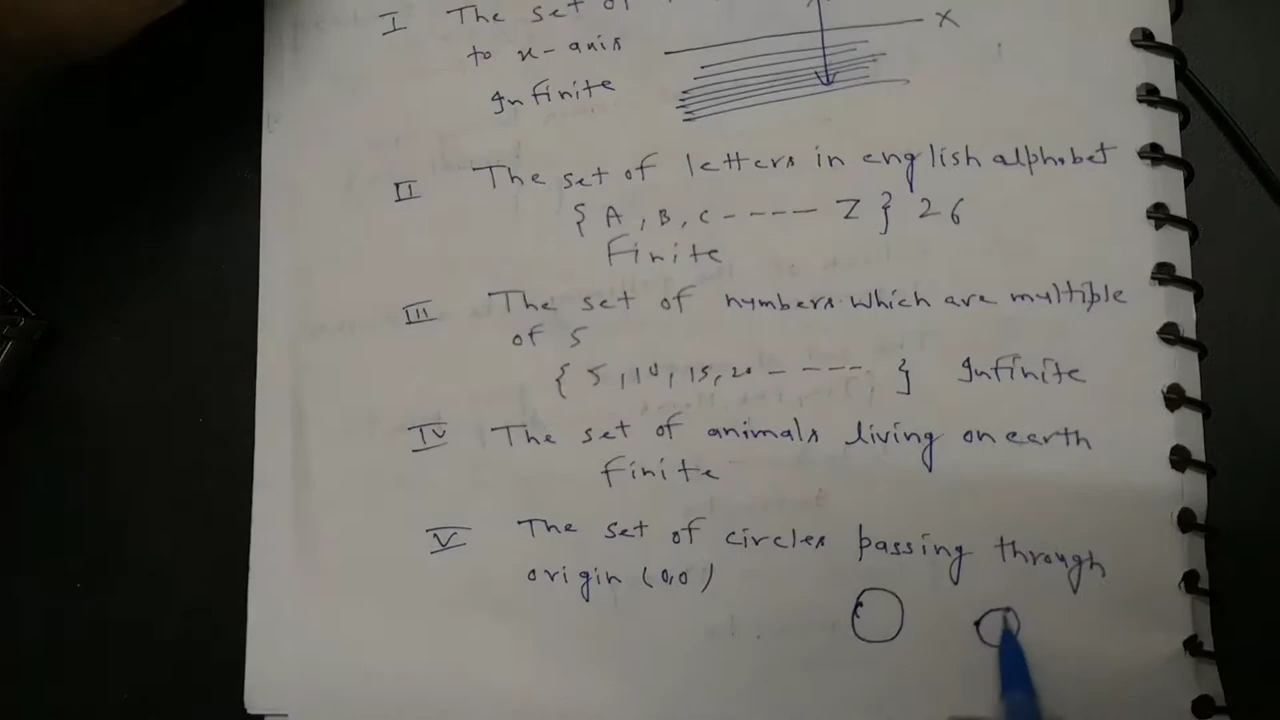 I The set of
X
to x-axis
Infinite
II The set of letters in english alphabet
{ A, B, C ----- Z } 26
Finite
III The set of numbers which are multiple
of 5
{ 5, 10, 15, 20 - ---- } Infinite
IV The set of animals living on earth
finite
V The set of circles passing through
origin (0,0)